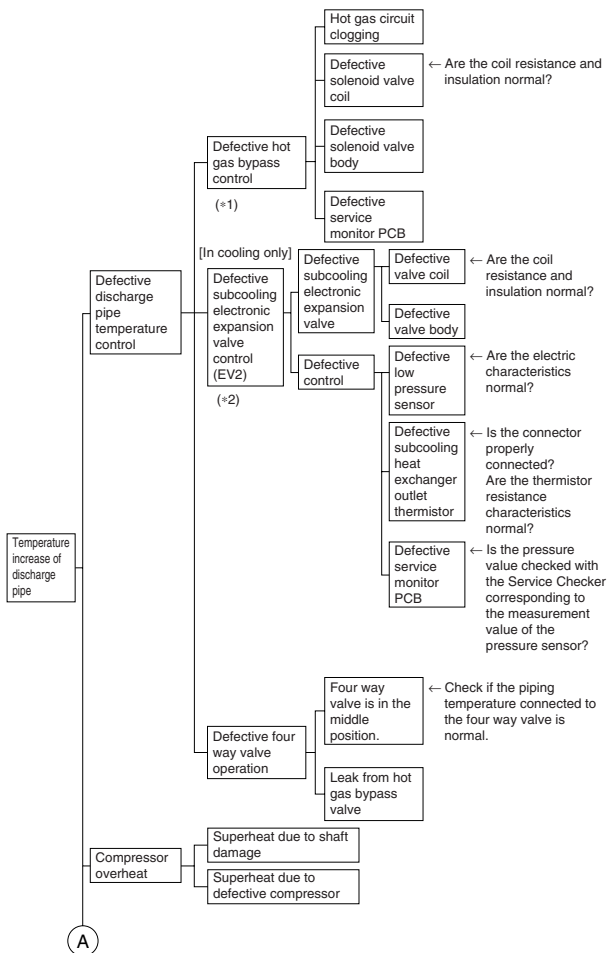 Hot gas circuit
clogging
Defective
solenoid valve
coil
← Are the coil resistance and
insulation normal?
Defective hot
gas bypass
control
(*1)
Defective
solenoid valve
body
Defective
service
monitor PCB
[In cooling only]
Defective
discharge
pipe
temperature
control
Defective
subcooling
electronic
expansion
valve
control
(EV2)
(*2)
Defective
subcooling
electronic
expansion
valve
Defective
valve coil
← Are the coil
resistance and
insulation normal?
Defective
valve body
Defective
control
Defective
low
pressure
sensor
← Are the electric
characteristics
normal?
Defective
subcooling
heat
exchanger
outlet
thermistor
← Is the connector
properly
connected?
Are the thermistor
resistance
characteristics
normal?
Temperature
increase of
discharge
pipe
Defective
service
monitor
PCB
← Is the pressure
value checked with
the Service Checker
corresponding to
the measurement
value of the
pressure sensor?
Defective four
way valve
operation
Four way
valve is in the
middle
position.
← Check if the piping
temperature connected to
the four way valve is
normal.
Leak from hot
gas bypass
valve
Compressor
overheat
Superheat due to shaft
damage
Superheat due to
defective compressor
A